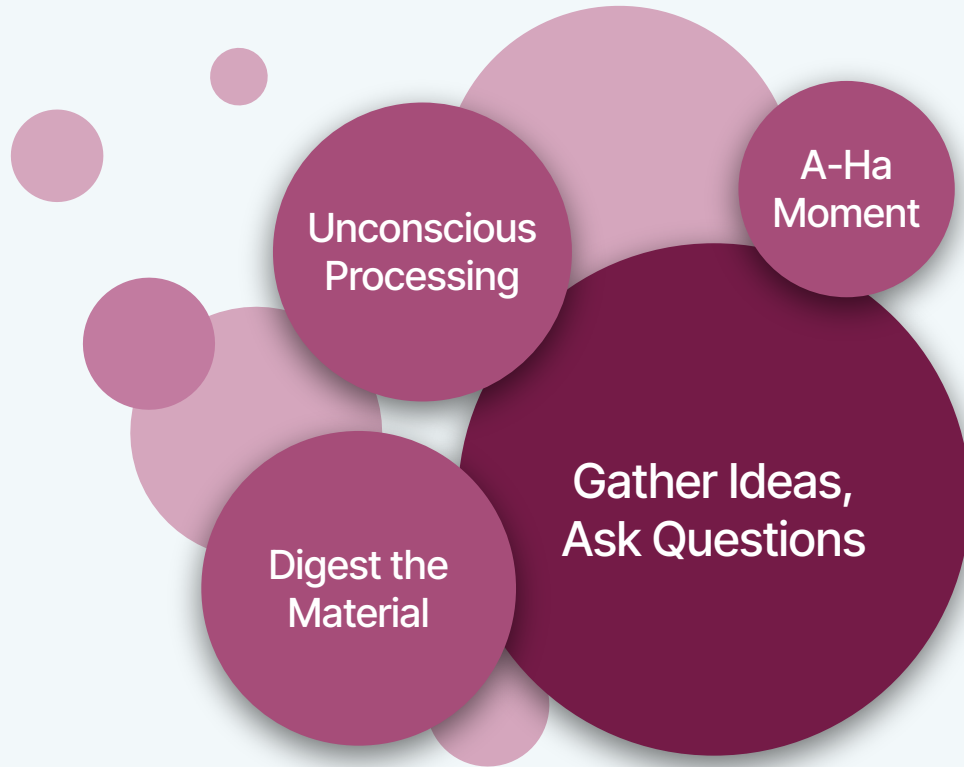 A-Ha
Moment
Unconscious
Processing
Gather Ideas,
Ask Questions
Digest the
Material